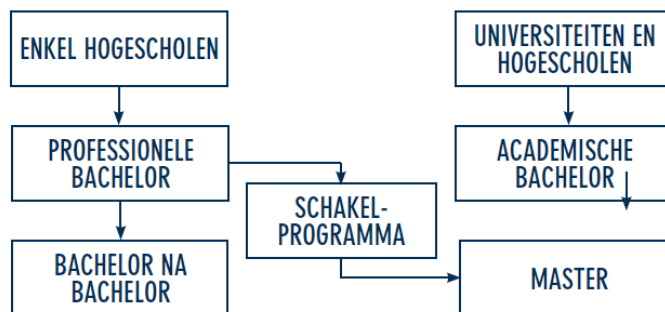 ENKEL HOGESCHOLEN
UNIVERSITEITEN EN
HOGESCHOLEN
PROFESSIONELE
BACHELOR
ACADEMISCHE
BACHELOR
SCHAKEL-
PROGRAMMA
BACHELOR NA
BACHELOR
MASTER